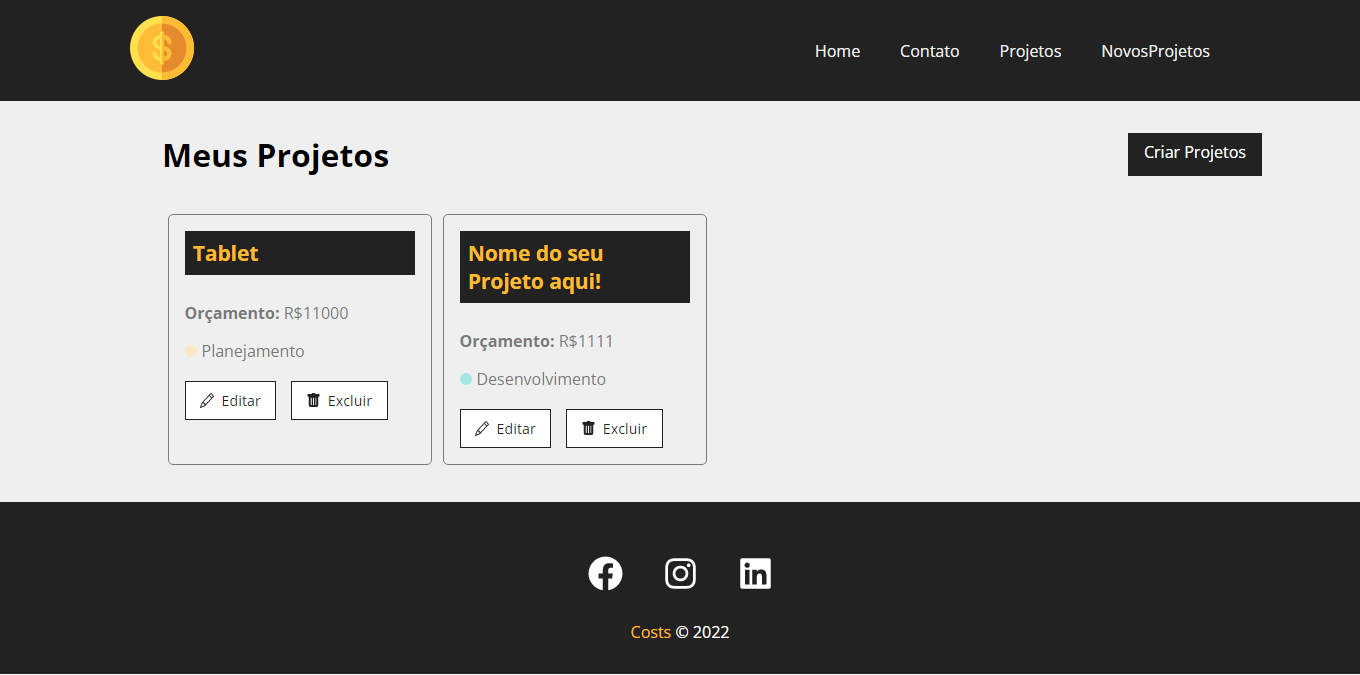 $
Home Contato Projetos NovosProjetos
Meus Projetos
Criar Projetos
Tablet
Orçamento: R$11000
Planejamento
Editar Excluir
Nome do seu
Projeto aqui!
Orçamento: R$1111
Desenvolvimento
Editar Excluir
Costs © 2022